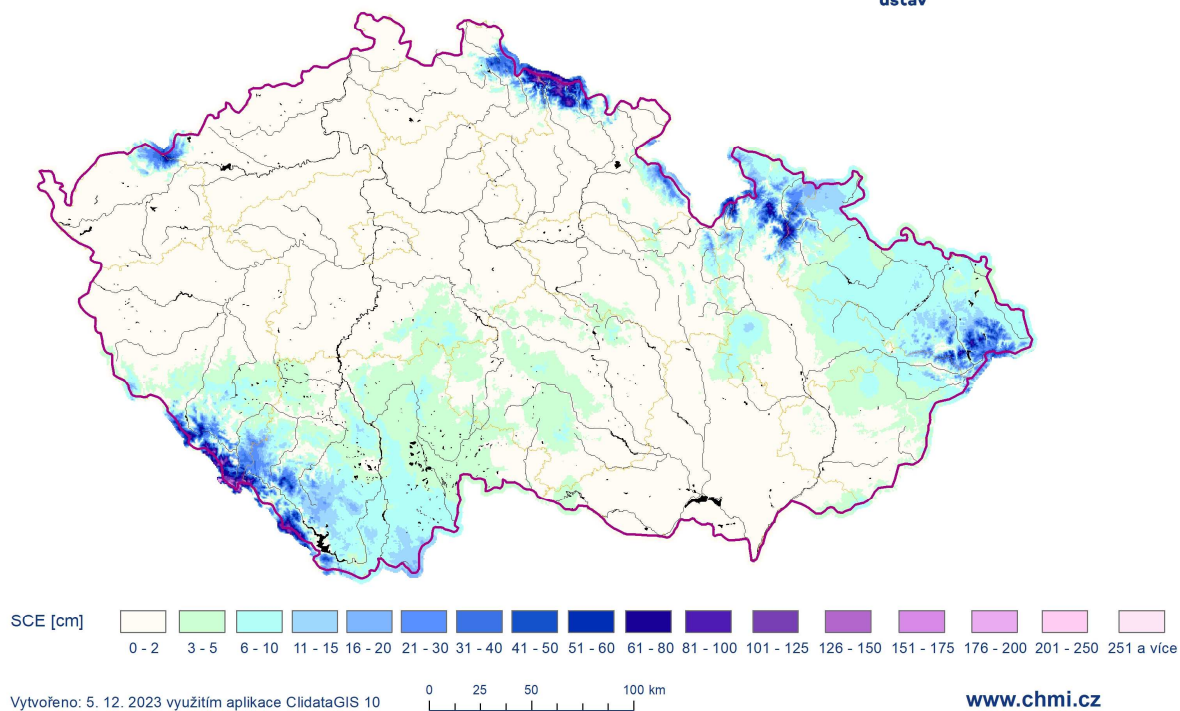 ústav
SCE [cm]
0 - 2 3 - 5 6 - 10 11 - 15 16 - 20 21 - 30 31 - 40 41 - 50 51 - 60 61 - 80 81 - 100 101 - 125 126 - 150 151 - 175 176 - 200 201 - 250 251 a více
0 25 50 100 km
Vytvořeno: 5. 12. 2023 využitím aplikace ClidataGIS 10
www.chmi.cz